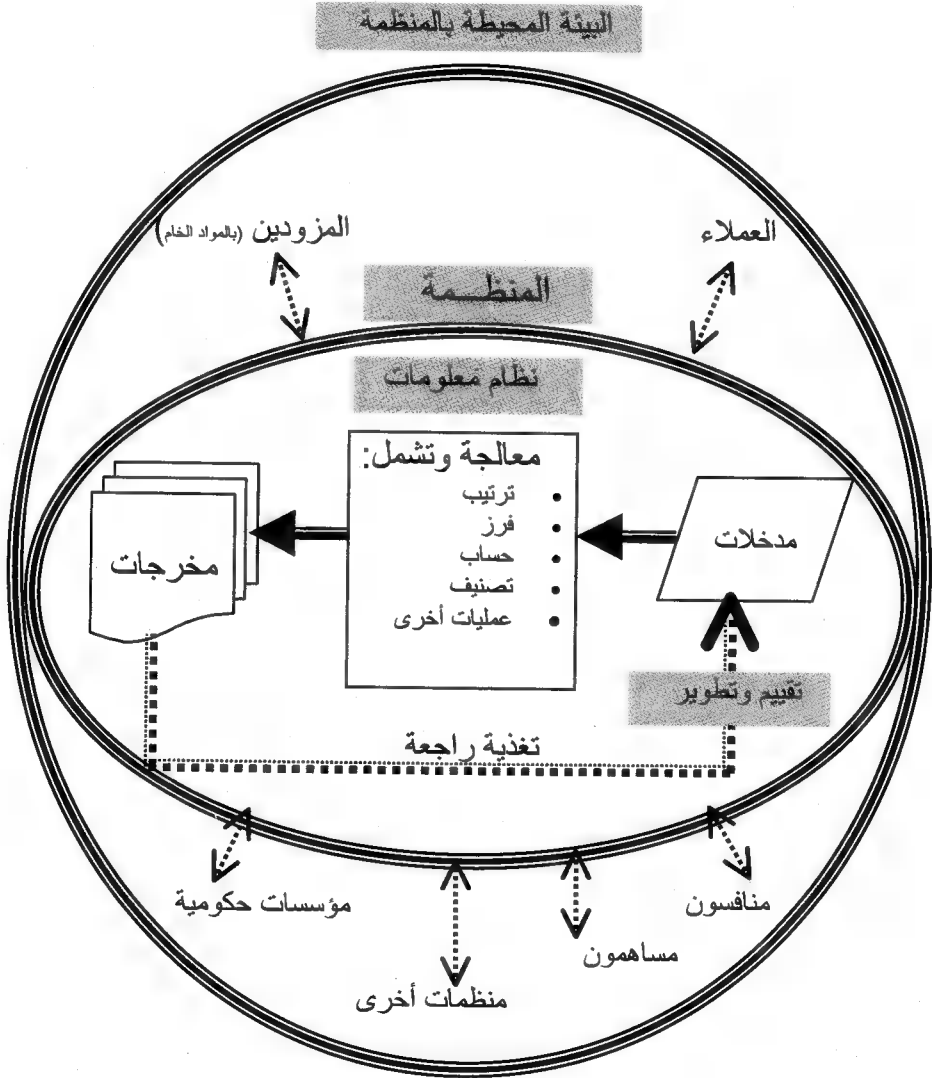 البيئة المحيطة بالمنظمة
العملاء
المزودين (بالمواد الخام)
المنظـــمة
نظام معلومات
مدخلات
معالجة وتشمل:
• ترتيب
• فرز
• حساب
• تصنيف
• عمليات أخرى
مخرجات
تقييم وتطوير
تغذية راجعة
منافسون
مساهمون
منظمات أخرى
مؤسسات حكومية